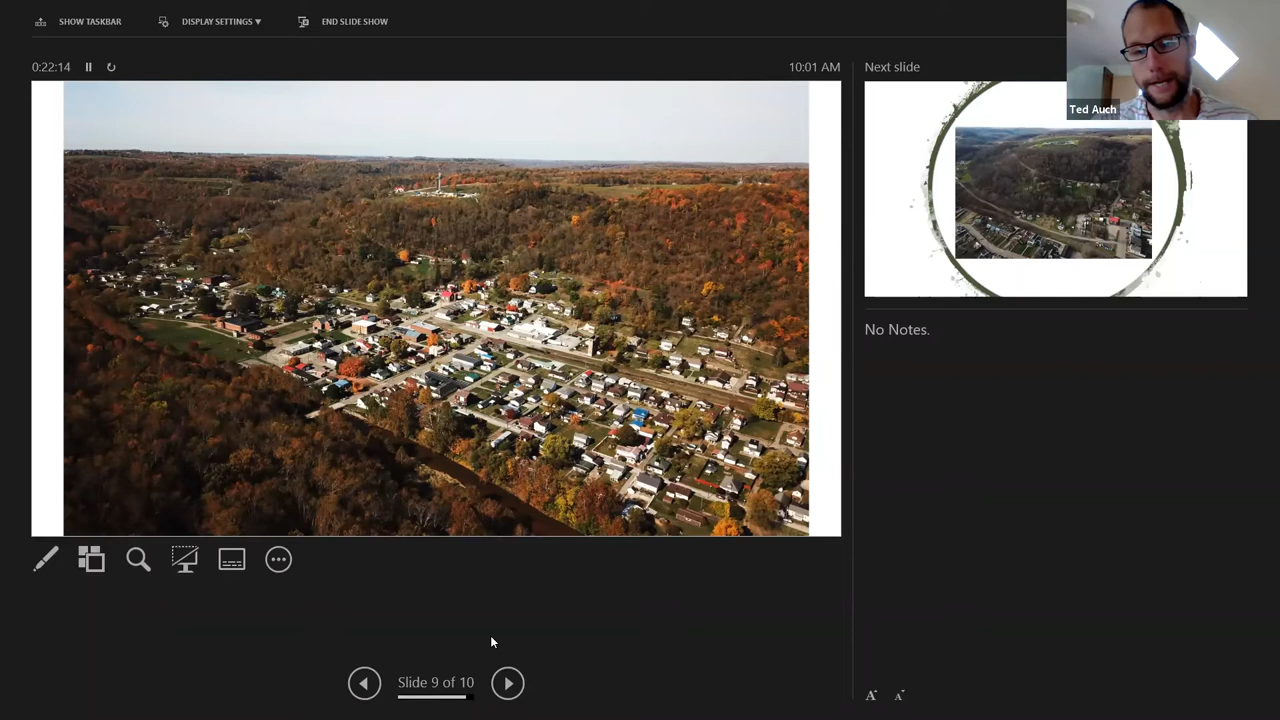 SHOW TASKBAR
DISPLAY SETTINGS ▾
END SLIDE SHOW
0:22:14
10:01 AM
Next slide
Ted Auch
No Notes.
Slide 9 of 10
A A